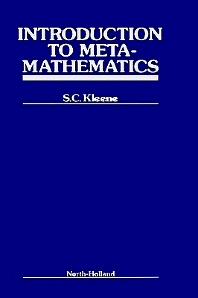 INTRODUCTION
TO META-
MATHEMATICS
S.C. Kleene
North-Holland